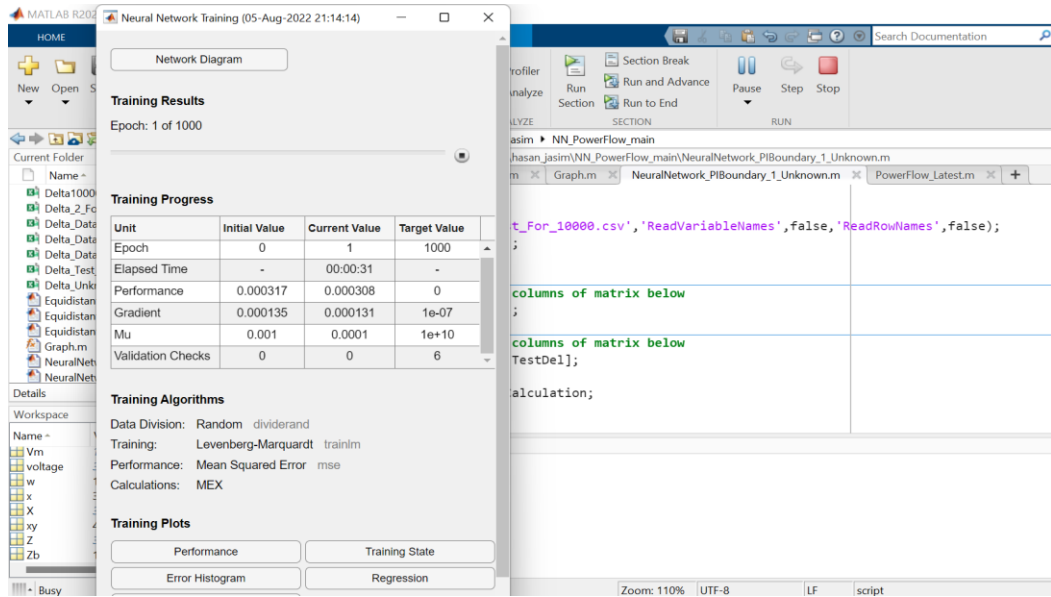 MATLAB R202
Neural Network Training (05-Aug-2022 21:14:14)
HOME
Search Documentation
New
Open
Network Diagram
Run
Section
Section Break
Run and Advance
Run to End
SECTION
Pause
Step
Stop
RUN
Training Results
Epoch: 1 of 1000
asim
NN_PowerFlow_main
Current Folder
hasan_jasim\NN_PowerFlow_main\NeuralNetwork_PIBoundary_1_Unknown.m
Name
Graph.m
NeuralNetwork_PIBoundary_1_Unknown.m
PowerFlow_Latest.m
Delta1000
Delta_2_Fo
Delta_Data
Delta_Data
Delta_Data
Delta_Test
Delta_Unk
Equidistan
Equidistan
Equidistan
Graph.m
NeuralNet
NeuralNet
Details
Workspace
Name
Vm
voltage
w
x
X
xy
Z
Zb
Busy
Training Progress
Unit Initial Value Current Value Target Value
Epoch 0 1 1000
Elapsed Time - 00:00:31 -
Performance 0.000317 0.000308 0
Gradient 0.000135 0.000131 1e-07
Mu 0.001 0.0001 1e+10
Validation Checks 0 0 6
Training Algorithms
Data Division: Random dividerand
Training: Levenberg-Marquardt trainlm
Performance: Mean Squared Error mse
Calculations: MEX
Training Plots
Performance
Training State
Error Histogram
Regression
t_For_10000.csv','ReadVariableNames',false,'ReadRowNames',false);
;
columns of matrix below
;
columns of matrix below
TestDel];
alculation;
Zoom: 110%
UTF-8
LF
script